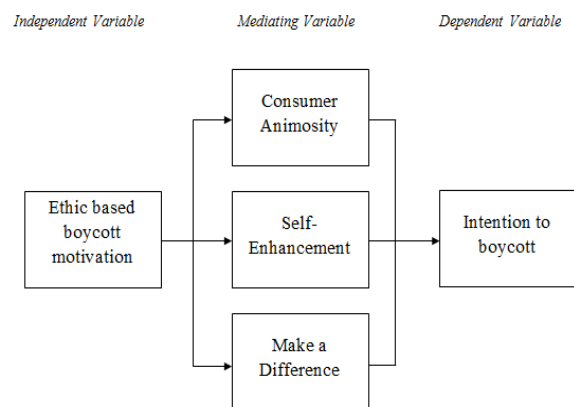 Independent Variable
Mediating Variable
Dependent Variable
Consumer
Animosity
Ethic based
boycott
motivation
Self-
Enhancement
Intention to
boycott
Make a
Difference